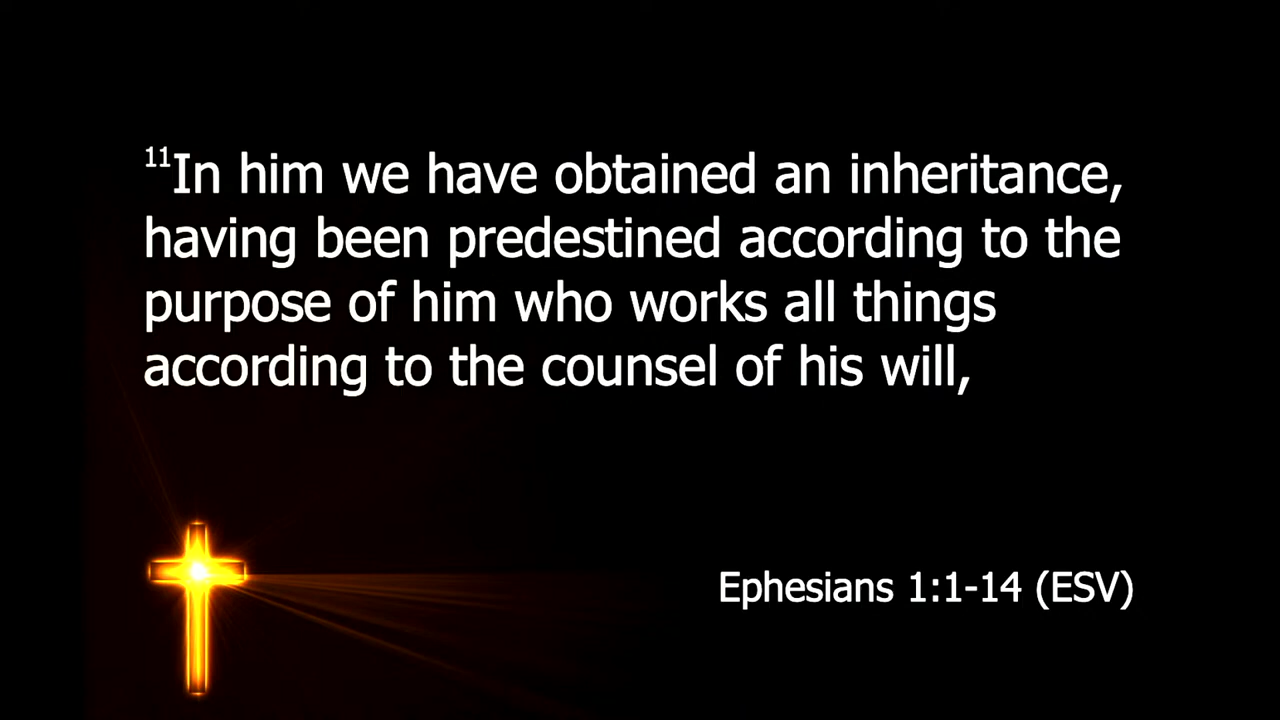 11In him we have obtained an inheritance,
having been predestined according to the
purpose of him who works all things
according to the counsel of his will,
Ephesians 1:1-14 (ESV)